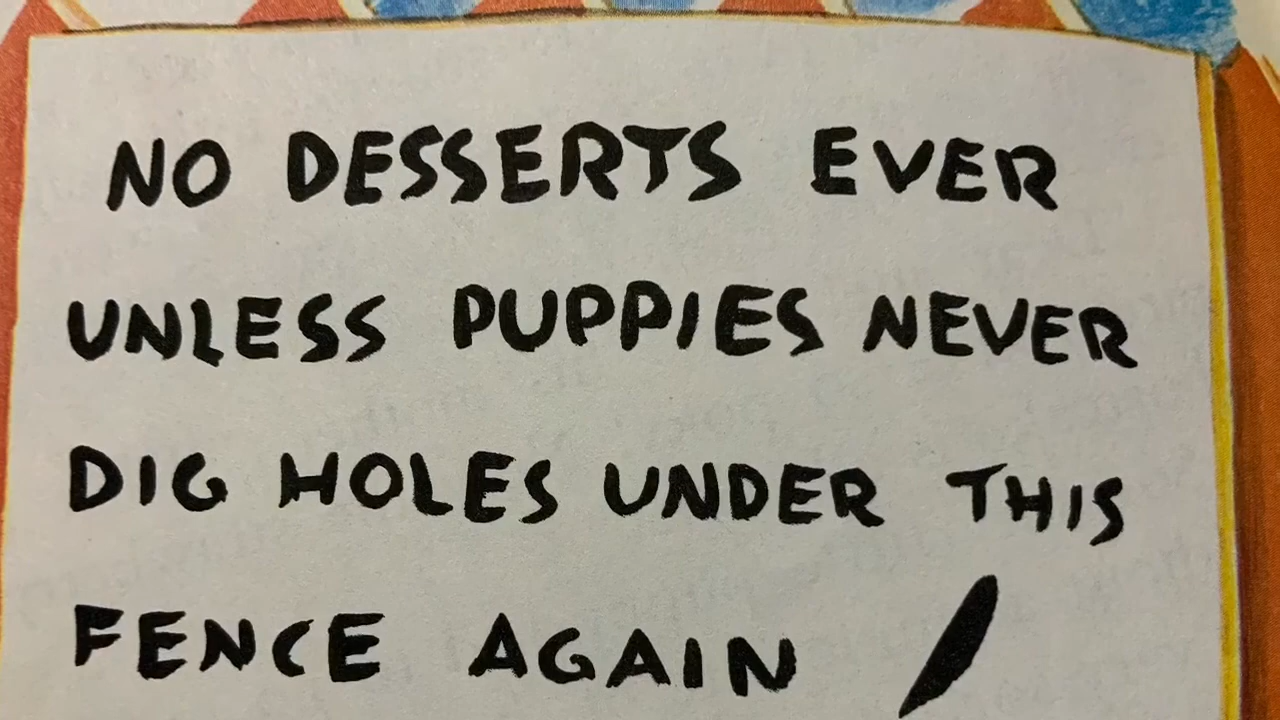 NO DESSERTS EVER
UNLESS PUPPIES NEVER
DIG HOLES UNDER THIS
FENCE AGAIN!